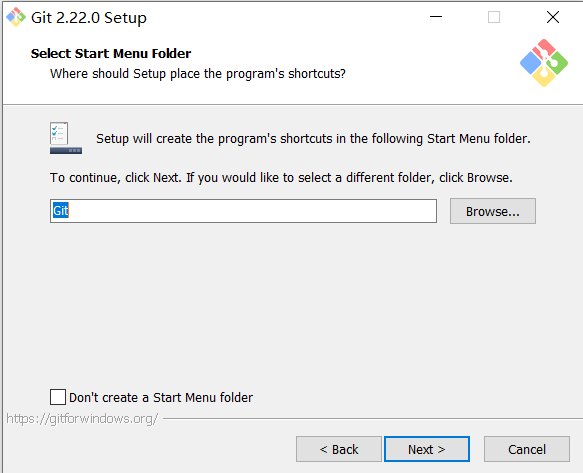 Git 2.22.0 Setup
Select Start Menu Folder
Where should Setup place the program's shortcuts?
Setup will create the program's shortcuts in the following Start Menu folder.
To continue, click Next. If you would like to select a different folder, click Browse.
Git
Browse...
Don't create a Start Menu folder
https://gitforwindows.org/
< Back
Next >
Cancel